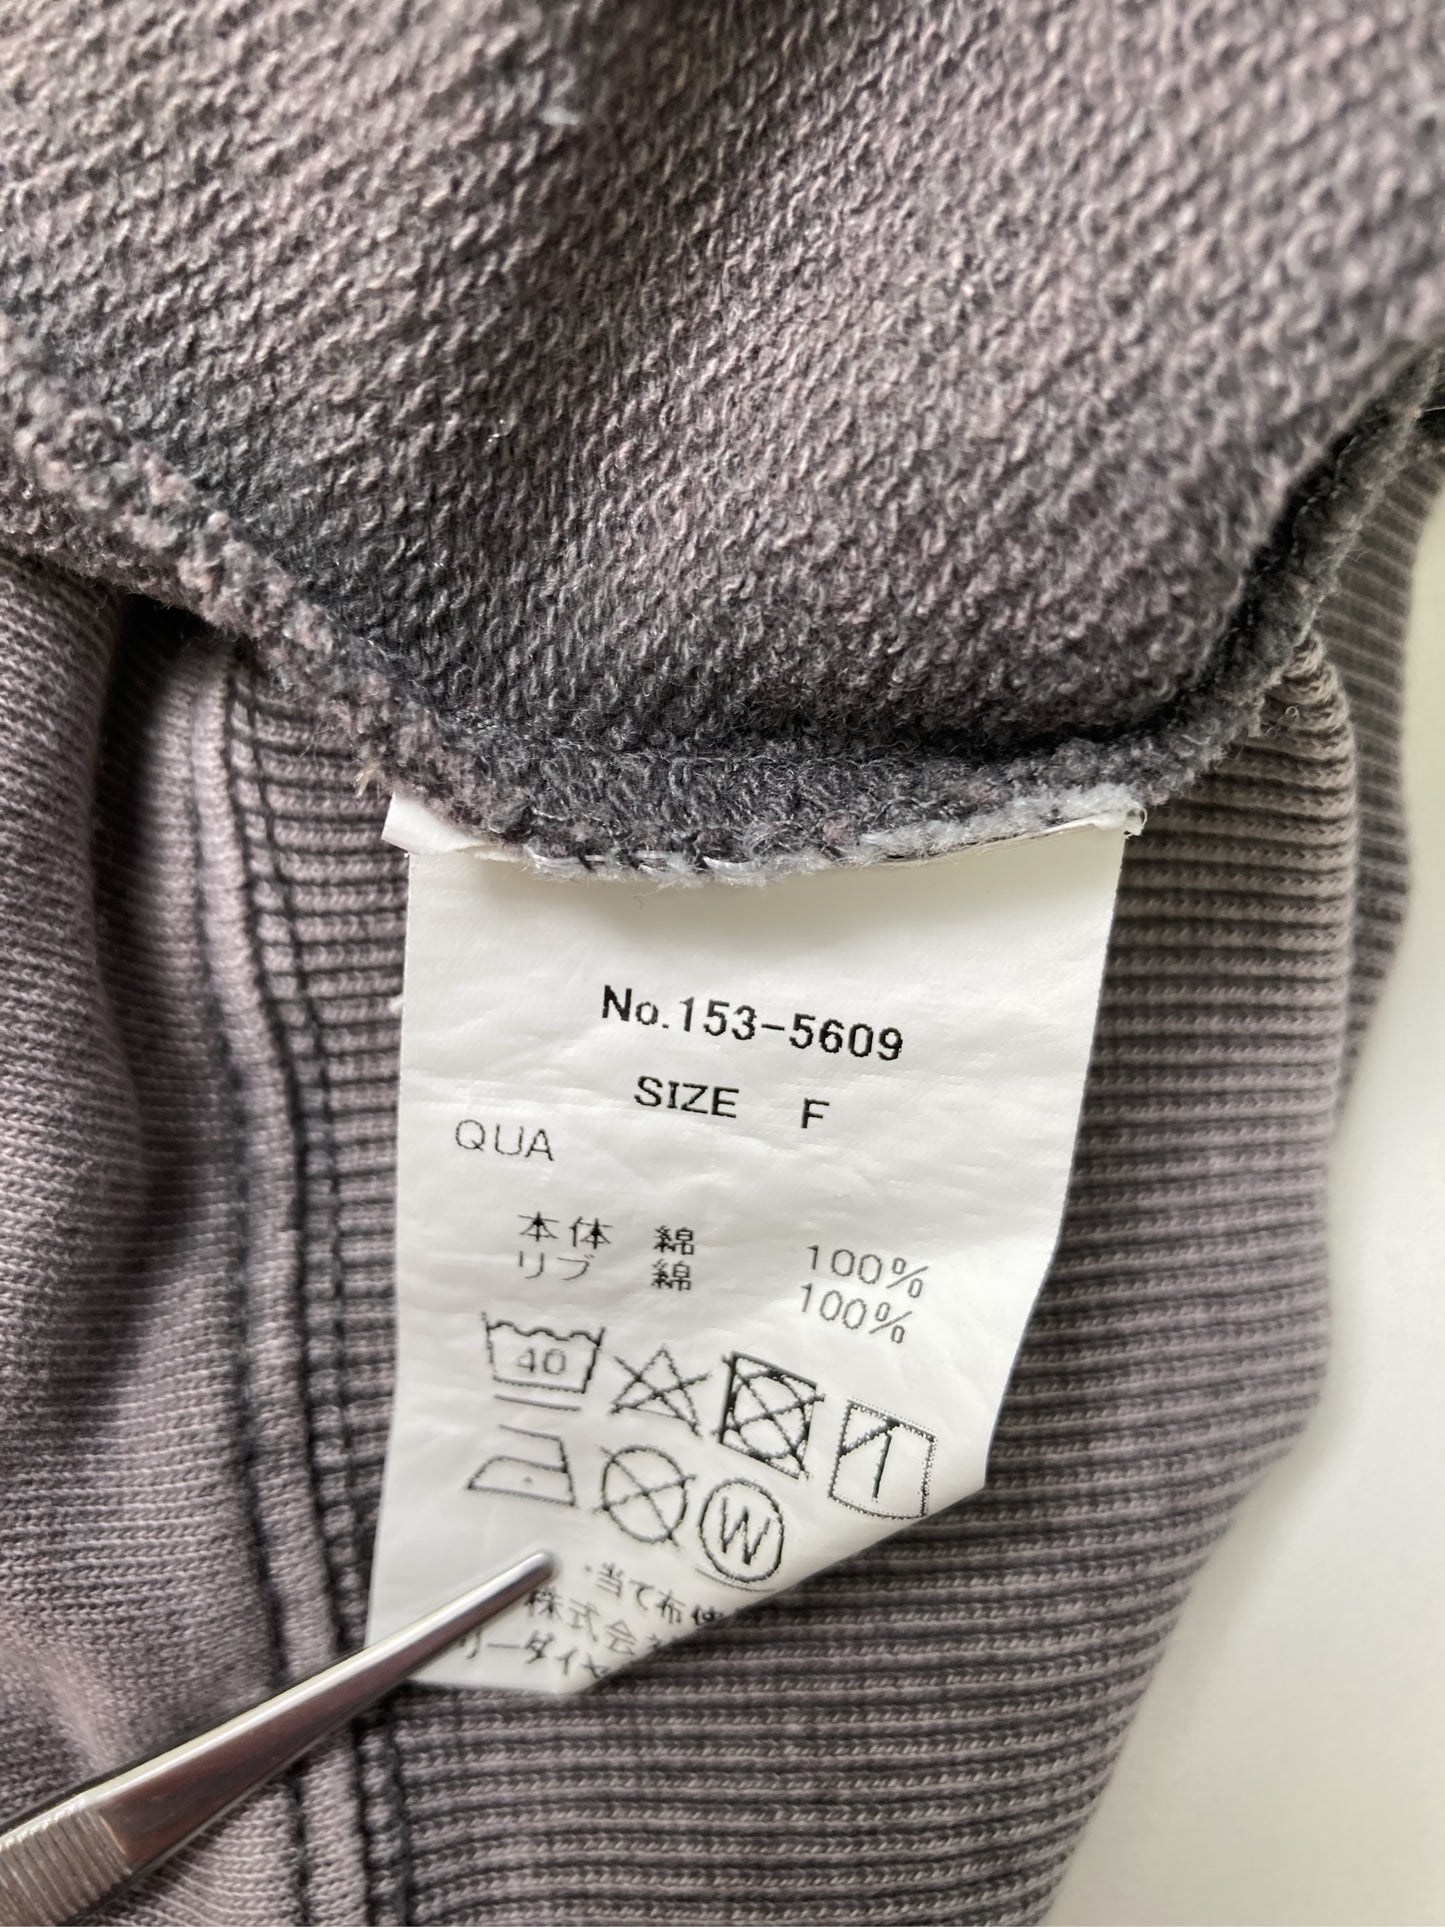 No.153-5609
SIZE F
QUA
本体 綿 100%
リブ 綿 100%
40
W
・当て布使
株式会
リーダイヤ